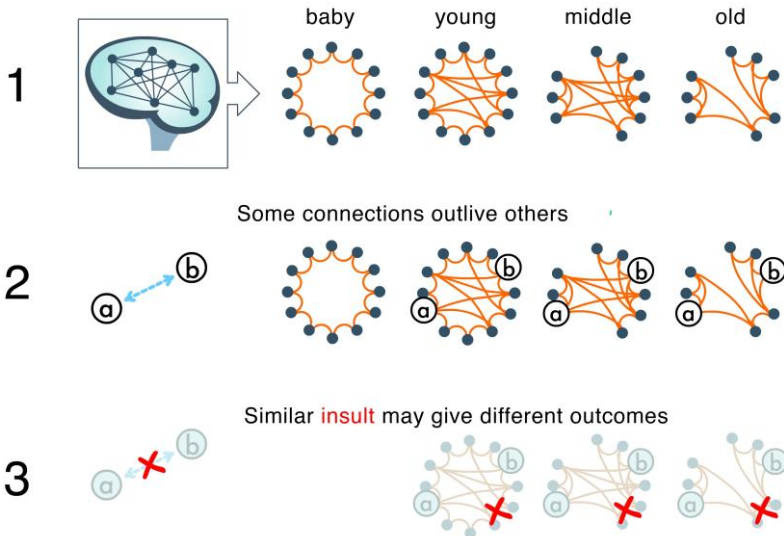 baby young middle old
1
Some connections outlive others
2
a b
a b
a b
a b
Similar insult may give different outcomes
3
a b
a b
a b
a b